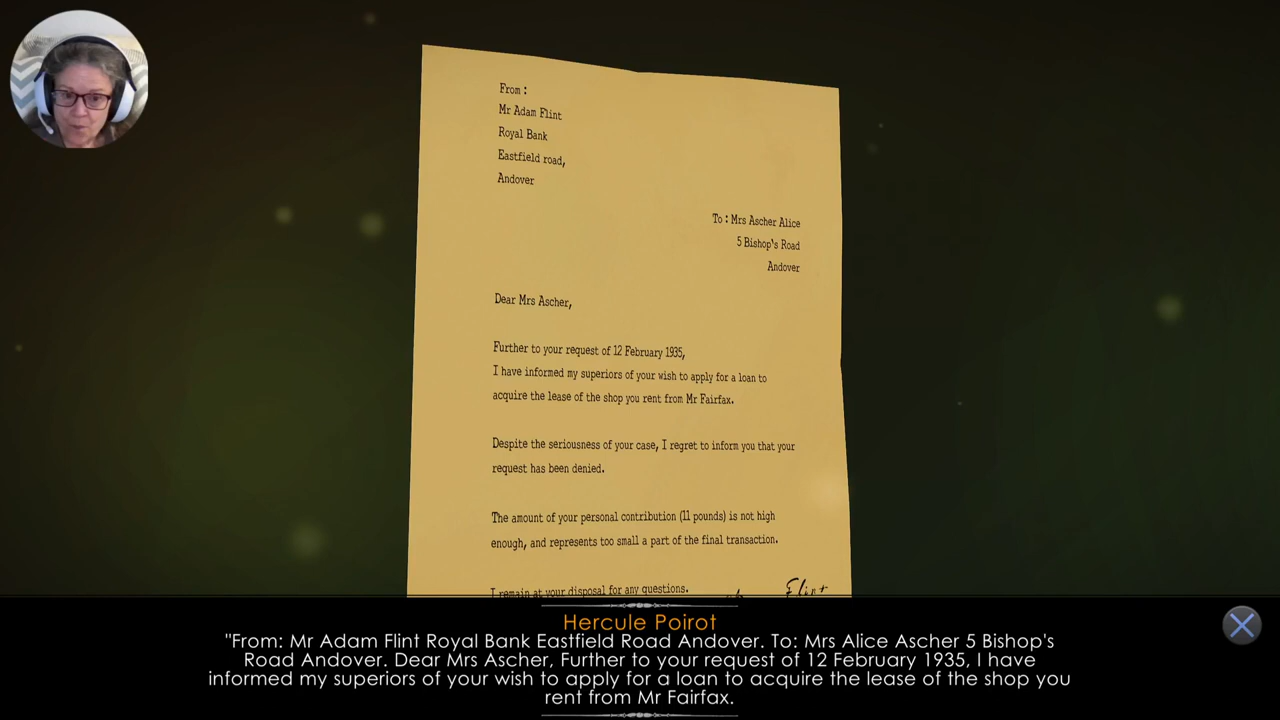 From :
Mr Adam Flint
Royal Bank
Eastfield road,
Andover
To : Mrs Ascher Alice
5 Bishop's Road
Andover
Dear Mrs Ascher,
Further to your request of 12 February 1935,
I have informed my superiors of your wish to apply for a loan to
acquire the lease of the shop you rent from Mr Fairfax.
Despite the seriousness of your case, I regret to inform you that your
request has been denied.
The amount of your personal contribution (11 pounds) is not high
enough, and represents too small a part of the final transaction.
I remain at your disposal for any questions.
Flint
Hercule Poirot
"From: Mr Adam Flint Royal Bank Eastfield Road Andover. To: Mrs Alice Ascher 5 Bishop's
Road Andover. Dear Mrs Ascher, Further to your request of 12 February 1935, I have
informed my superiors of your wish to apply for a loan to acquire the lease of the shop you
rent from Mr Fairfax.